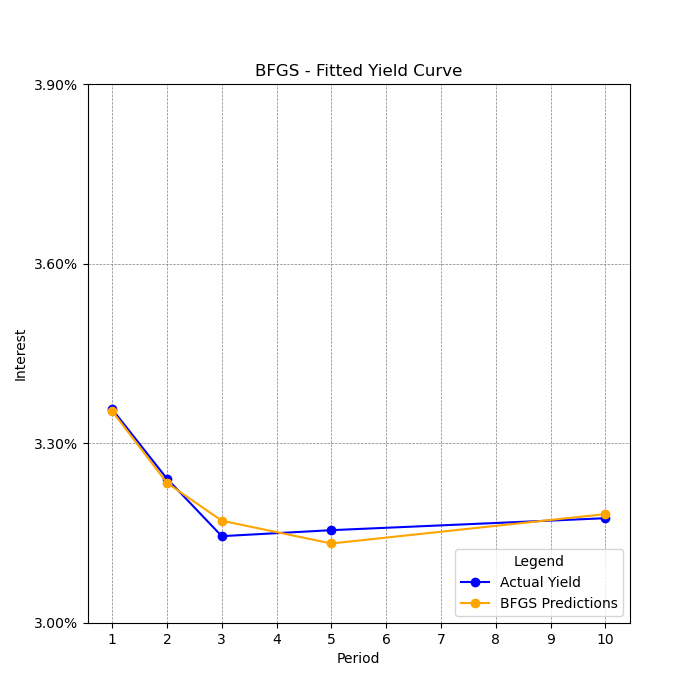 BFGS - Fitted Yield Curve
3.90%
3.60%
3.30%
3.00%
Interest
Legend
Actual Yield
BFGS Predictions
1 2 3 4 5 6 7 8 9 10
Period